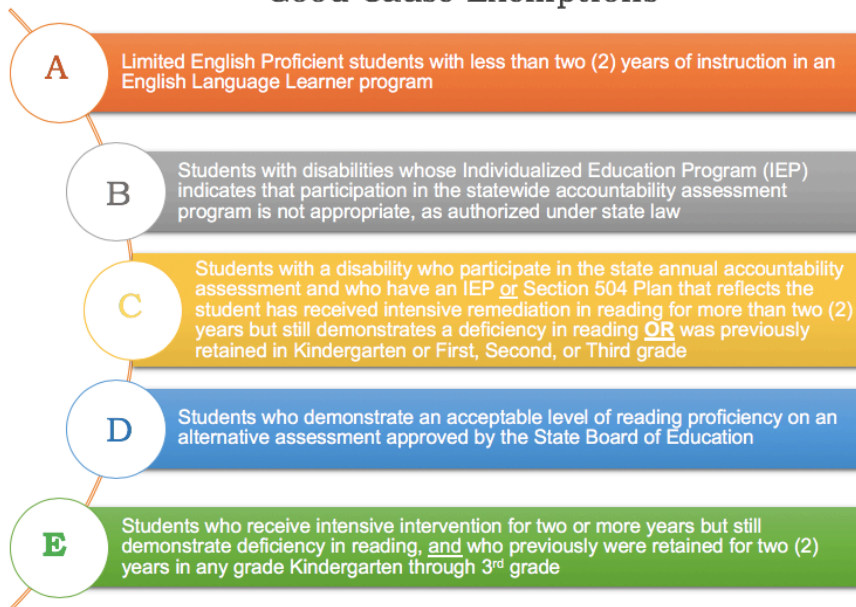 Good Cause Exemptions
A
Limited English Proficient students with less than two (2) years of instruction in an
English Language Learner program
B
Students with disabilities whose Individualized Education Program (IEP)
indicates that participation in the statewide accountability assessment
program is not appropriate, as authorized under state law
C
Students with a disability who participate in the state annual accountability
assessment and who have an IEP or Section 504 Plan that reflects the
student has received intensive remediation in reading for more than two (2)
years but still demonstrates a deficiency in reading OR was previously
retained in Kindergarten or First, Second, or Third grade
D
Students who demonstrate an acceptable level of reading proficiency on an
alternative assessment approved by the State Board of Education
E
Students who receive intensive intervention for two or more years but still
demonstrate deficiency in reading, and who previously were retained for two (2)
years in any grade Kindergarten through 3rd grade